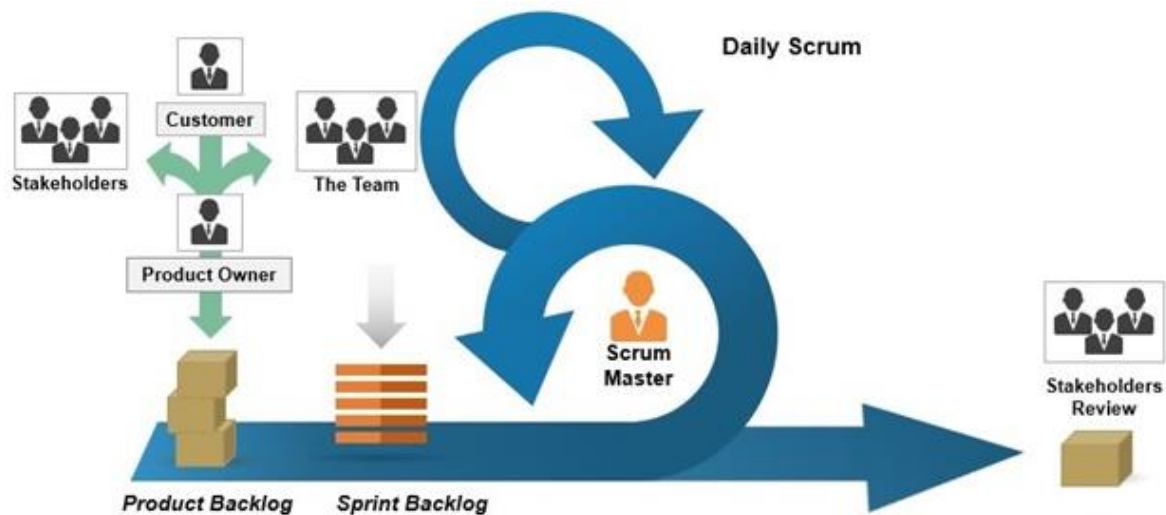 Daily Scrum
Customer
Stakeholders
The Team
Product Owner
Scrum
Master
Stakeholders
Review
Product Backlog
Sprint Backlog